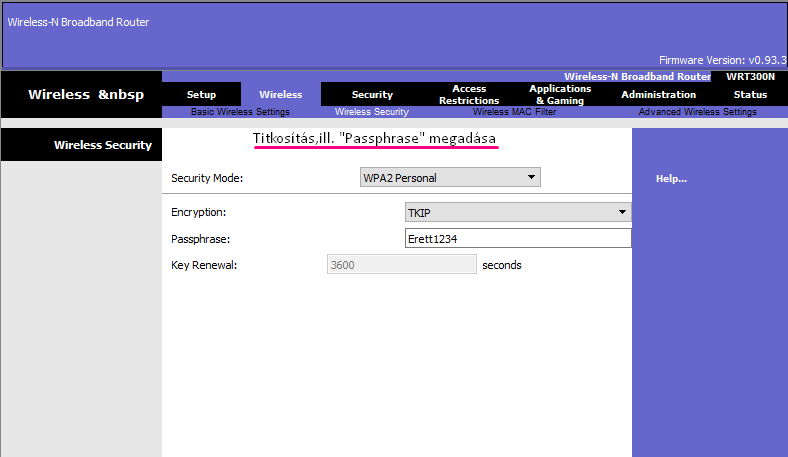 Wireless-N Broadband Router
Firmware Version: v0.93.3
Wireless-N Broadband Router WRT300N
Wireless &nbsp
Setup Wireless Security Access Restrictions Applications & Gaming Administration Status
Basic Wireless Settings Wireless Security Wireless MAC Filter Advanced Wireless Settings
Wireless Security
Titkosítás,ill. "Passphrase" megadása
Security Mode: WPA2 Personal
Help...
Encryption: TKIP
Passphrase: Erett1234
Key Renewal: 3600 seconds